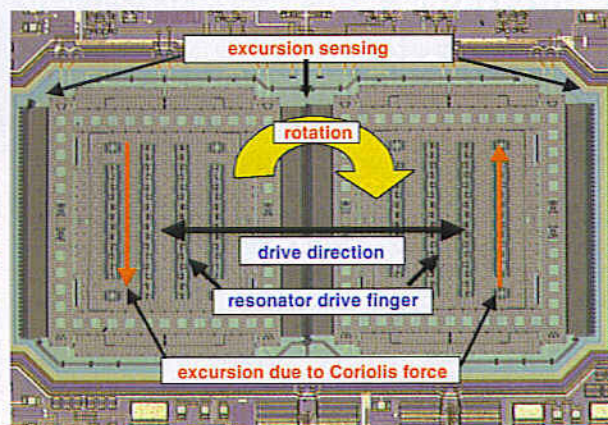 excursion sensing
rotation
drive direction
resonator drive finger
excursion due to Coriolis force